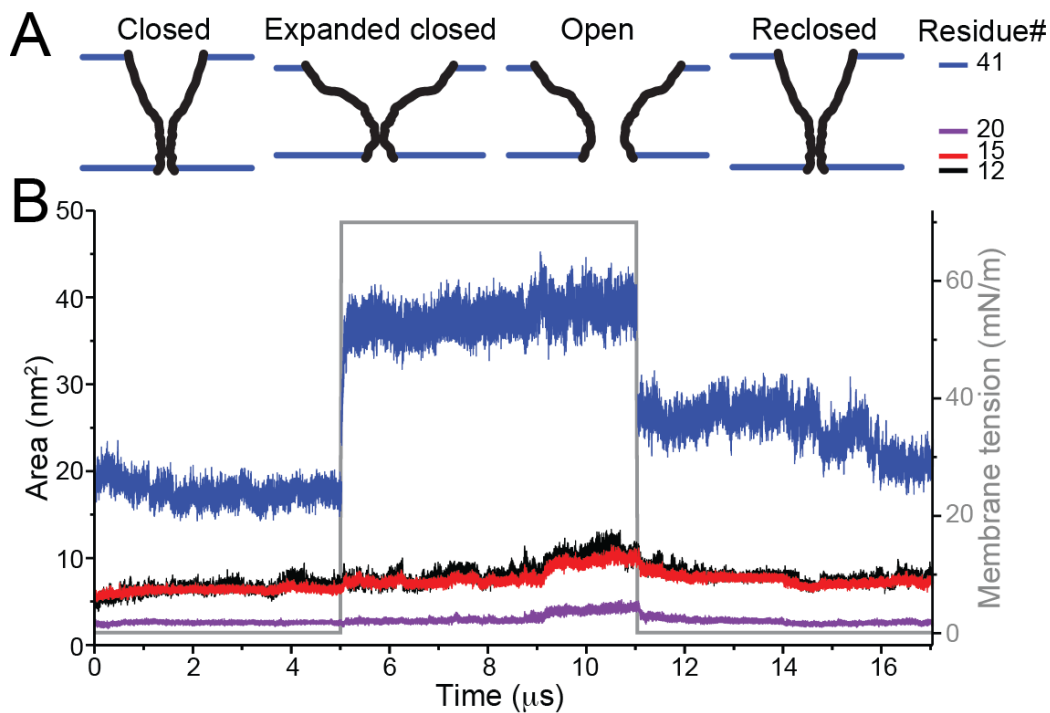 A
Closed
Expanded closed
Open
Reclosed
Residue#
41
20
15
12
B
50
40
30
20
10
0
Area (nm²)
60
40
20
0
Membrane tension (mN/m)
0 2 4 6 8 10 12 14 16
Time (μs)